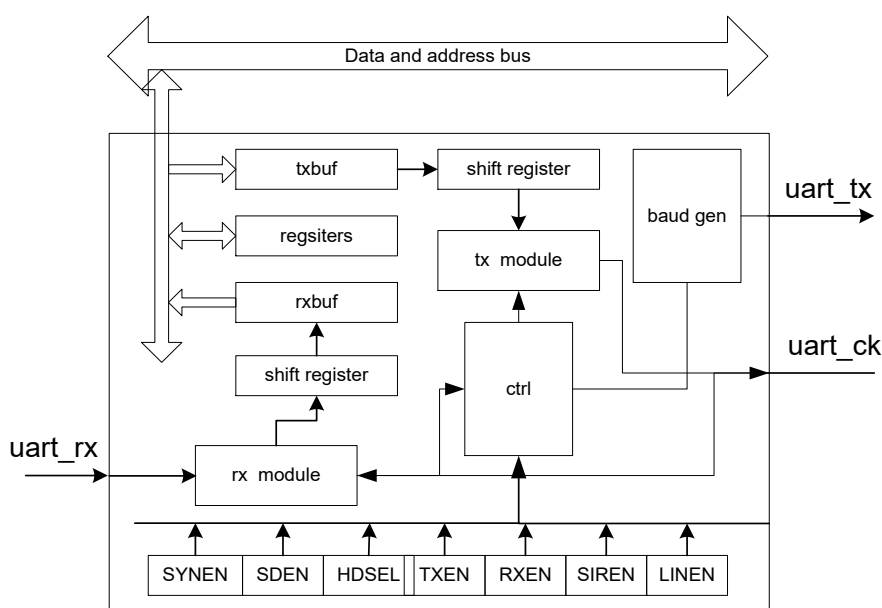 Data and address bus
txbuf
shift register
baud gen
uart_tx
regsiters
tx module
rxbuf
uart_ck
shift register
ctrl
uart_rx
rx module
SYNEN SDEN HDSEL TXEN RXEN SIREN LINEN